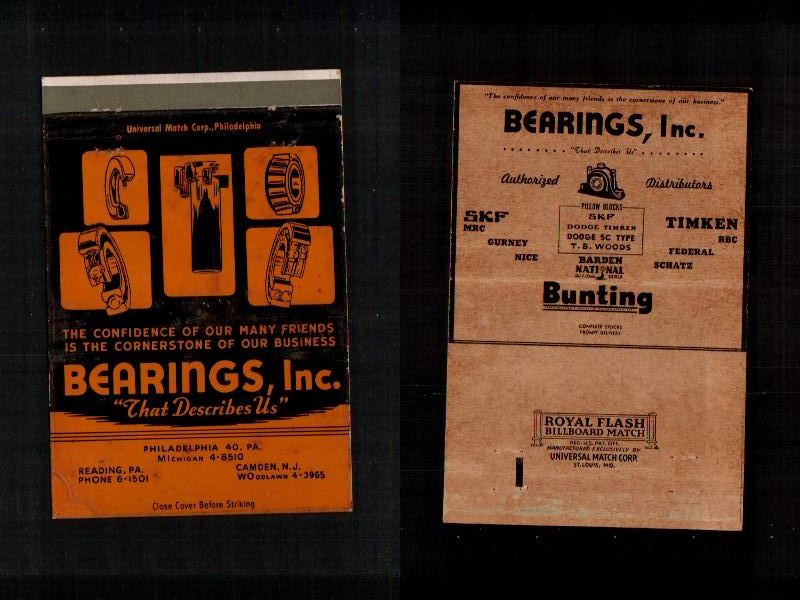 Universal Match Corp., Philadelphia
THE CONFIDENCE OF OUR MANY FRIENDS
IS THE CORNERSTONE OF OUR BUSINESS
BEARINGS, Inc.
"That Describes Us"
PHILADELPHIA 40, PA.
MICHIGAN 4-8510
READING, PA.
PHONE 6-1501
CAMDEN, N.J.
WOODLAWN 4-3965
Close Cover Before Striking
"The confidence of our many friends is the cornerstone of our business."
BEARINGS, Inc.
"That Describes Us"
Authorized Distributors
PILLOW BLOCKS
SKF
DODGE TIMKEN
DODGE SC TYPE
T. B. WOODS
SKF
MRC
GURNEY
NICE
TIMKEN
RBC
FEDERAL
SCHATZ
BARDEN
NATIONAL
OIL SEALS
Bunting
COMPLETE STOCKS
PROMPT DELIVERY
ROYAL FLASH
BILLBOARD MATCH
REG. U.S. PAT. OFF.
MANUFACTURED EXCLUSIVELY BY
UNIVERSAL MATCH CORP.
ST. LOUIS, MO.